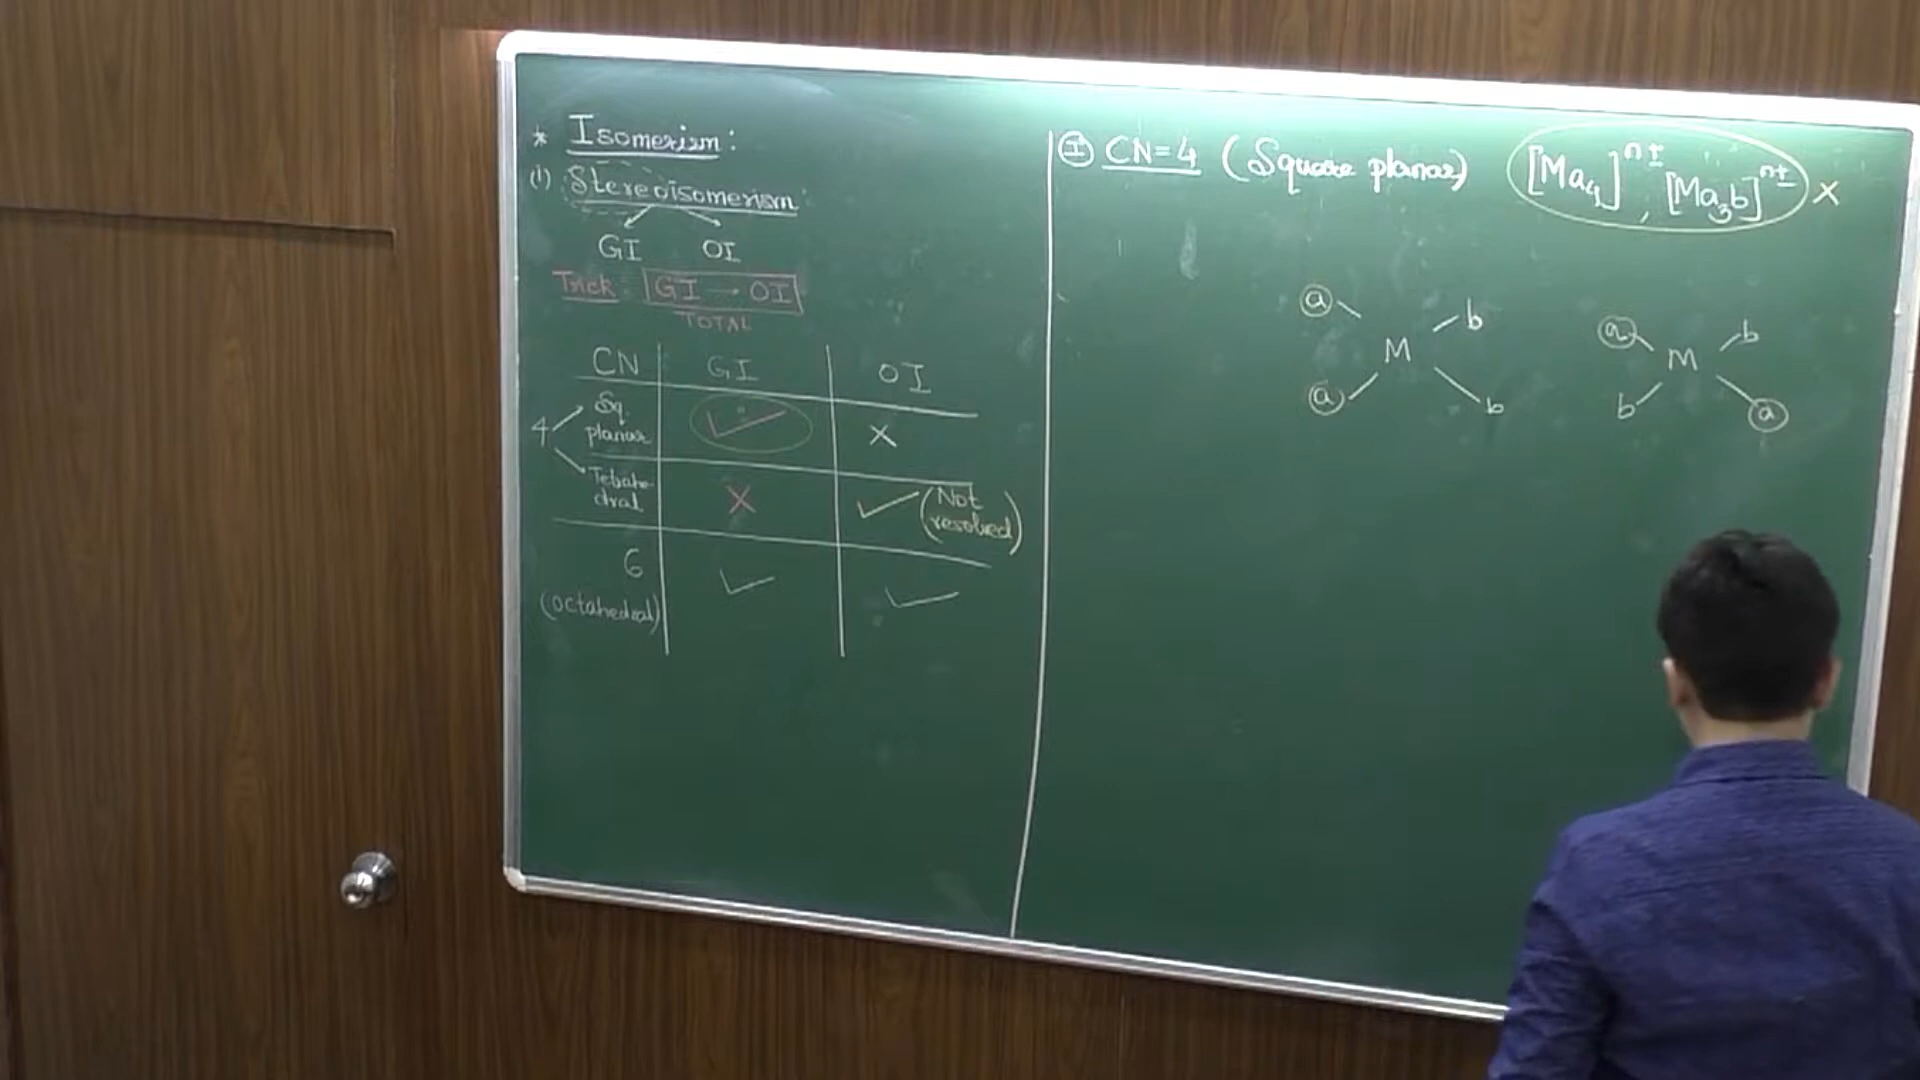 * Isomerism:
(1) Stereoisomerism:
GI OI
Trick: GI → OI
TOTAL
CN GI OI
4 Sq. planar ✓ X
Tetrahedral X ✓ (Not resolved)
6 (octahedral) ✓ ✓
I CN=4 (Square planar) [Ma₄]ⁿ±, [Ma₃b]ⁿ± X
a b
M
a b
a b
M
b a